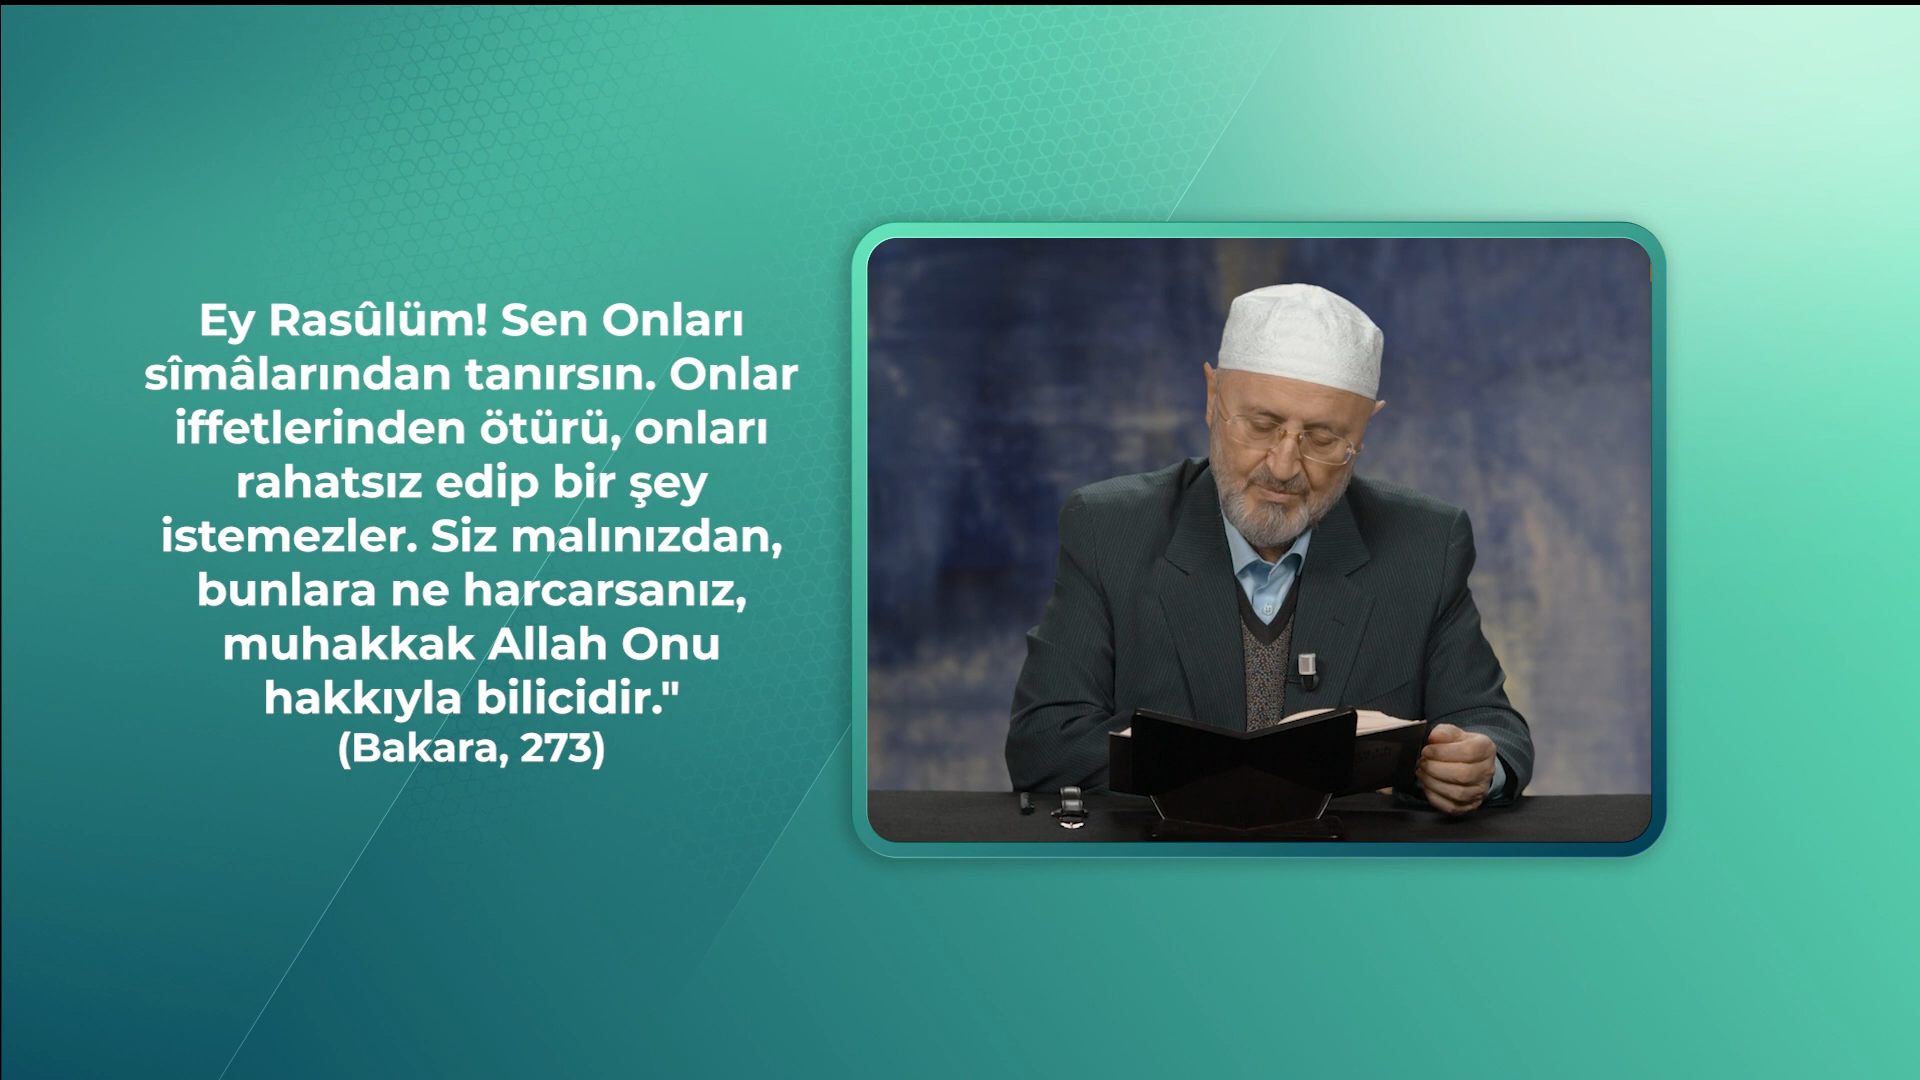 Ey Rasûlüm! Sen Onları
sîmâlarından tanırsın. Onlar
iffetlerinden ötürü, onları
rahatsız edip bir şey
istemezler. Siz malınızdan,
bunlara ne harcarsanız,
muhakkak Allah Onu
hakkıyla bilicidir."
(Bakara, 273)